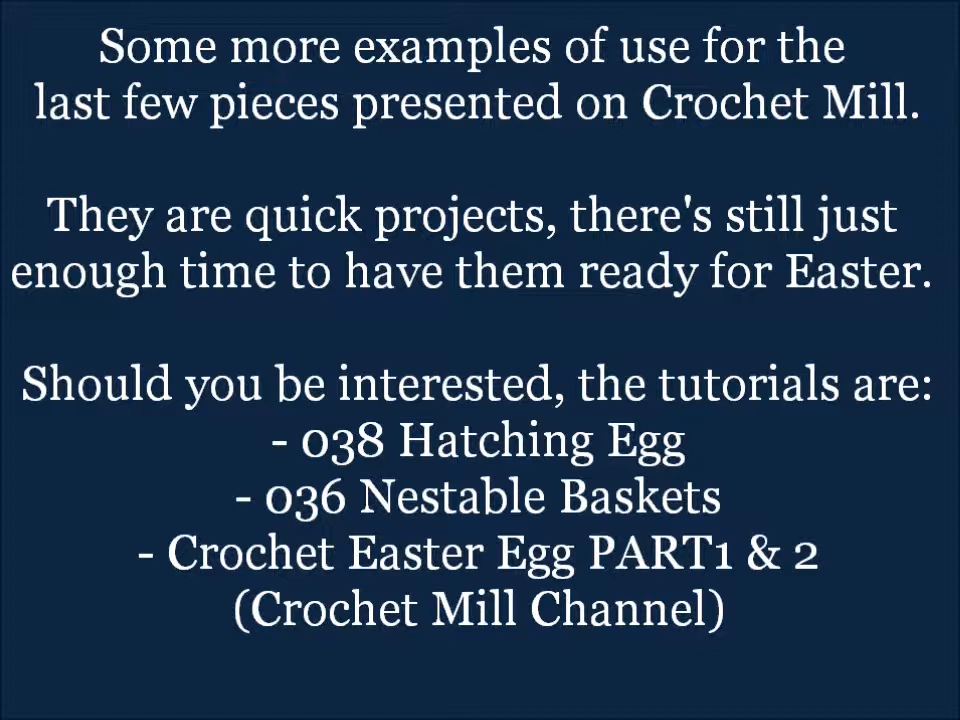 Some more examples of use for the
last few pieces presented on Crochet Mill.
They are quick projects, there's still just
enough time to have them ready for Easter.
Should you be interested, the tutorials are:
- 038 Hatching Egg
- 036 Nestable Baskets
- Crochet Easter Egg PART1 & 2
(Crochet Mill Channel)